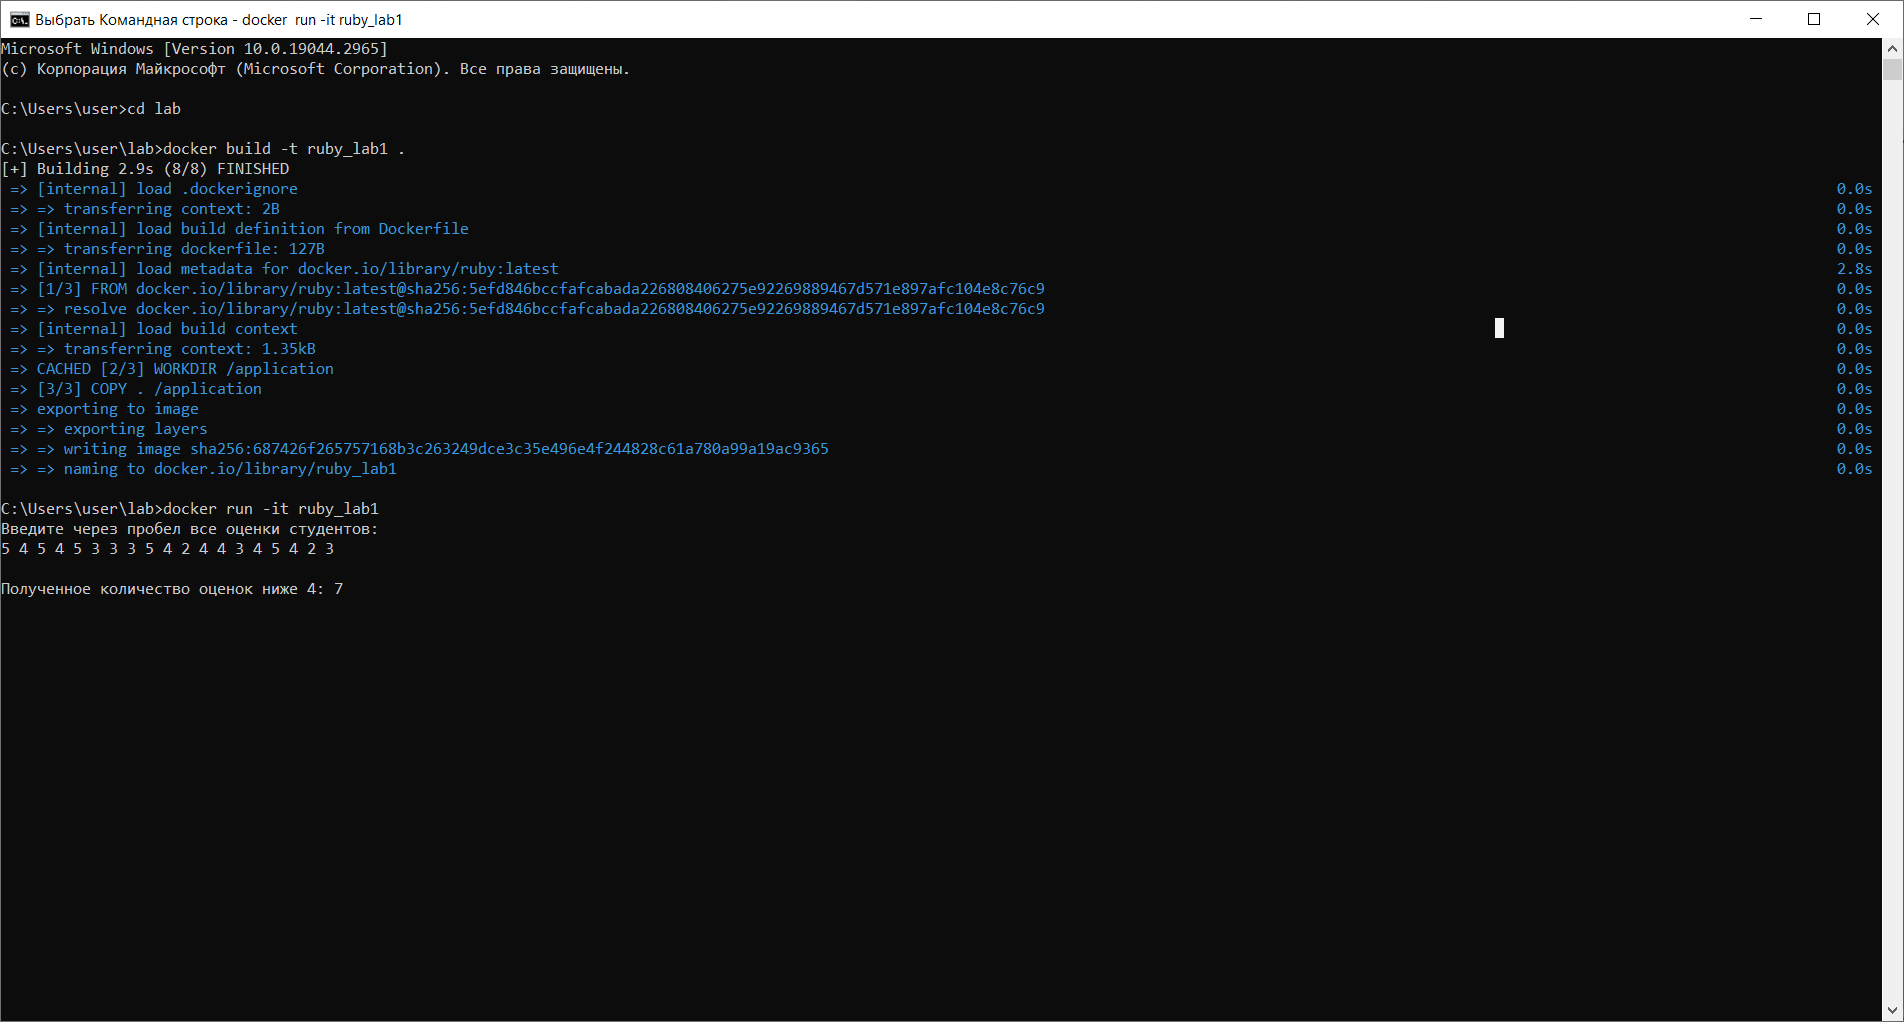 Выбрать Командная строка - docker  run -it ruby_lab1
Microsoft Windows [Version 10.0.19044.2965]
(c) Корпорация Майкрософт (Microsoft Corporation). Все права защищены.
C:\Users\user>cd lab
C:\Users\user\lab>docker build -t ruby_lab1 .
[+] Building 2.9s (8/8) FINISHED
=> [internal] load .dockerignore 0.0s
=> => transferring context: 2B 0.0s
=> [internal] load build definition from Dockerfile 0.0s
=> => transferring dockerfile: 127B 0.0s
=> [internal] load metadata for docker.io/library/ruby:latest 2.8s
=> [1/3] FROM docker.io/library/ruby:latest@sha256:5efd846bccfafcabada226808406275e92269889467d571e897afc104e8c76c9 0.0s
=> => resolve docker.io/library/ruby:latest@sha256:5efd846bccfafcabada226808406275e92269889467d571e897afc104e8c76c9 0.0s
=> [internal] load build context 0.0s
=> => transferring context: 1.35kB 0.0s
=> CACHED [2/3] WORKDIR /application 0.0s
=> [3/3] COPY . /application 0.0s
=> exporting to image 0.0s
=> => exporting layers 0.0s
=> => writing image sha256:687426f265757168b3c263249dce3c35e496e4f244828c61a780a99a19ac9365 0.0s
=> => naming to docker.io/library/ruby_lab1 0.0s
C:\Users\user\lab>docker run -it ruby_lab1
Введите через пробел все оценки студентов:
5 4 5 4 5 3 3 3 5 4 2 4 4 3 4 5 4 2 3
Полученное количество оценок ниже 4: 7